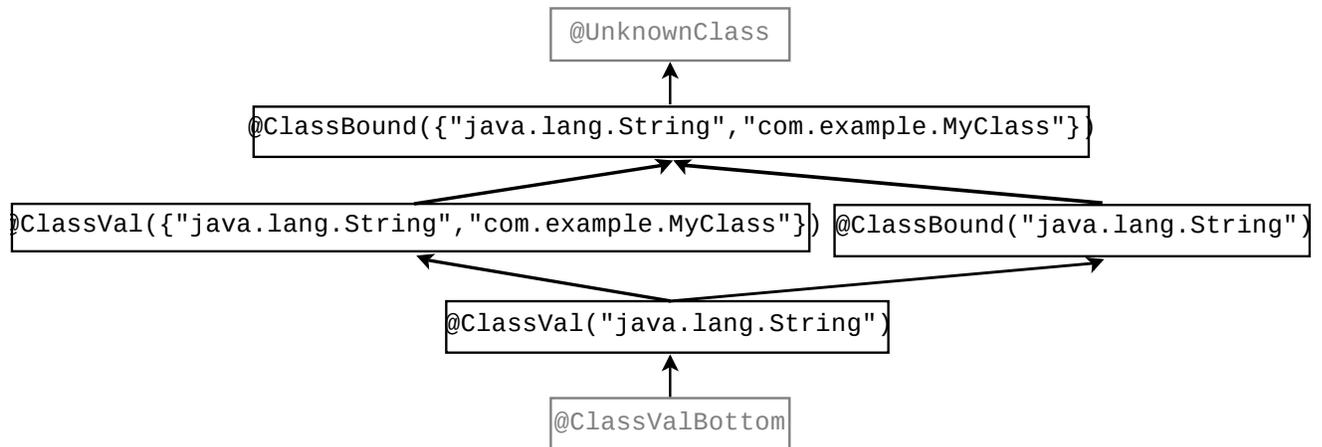 @UnknownClass
@ClassBound({"java.lang.String","com.example.MyClass"})
@ClassVal({"java.lang.String","com.example.MyClass"})
@ClassBound("java.lang.String")
@ClassVal("java.lang.String")
@ClassValBottom